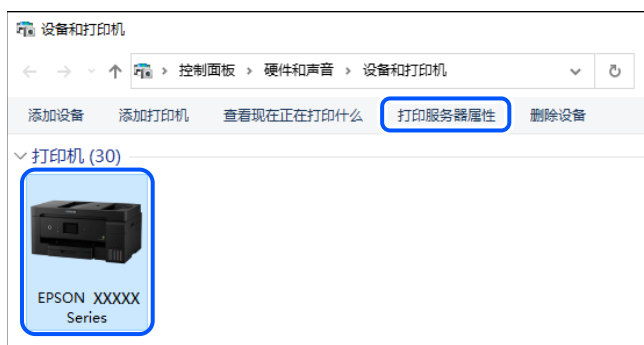 设备和打印机
控制面板 › 硬件和声音 › 设备和打印机
添加设备 添加打印机 查看现在正在打印什么 打印服务器属性 删除设备
打印机 (30)
EPSON XXXXX
Series